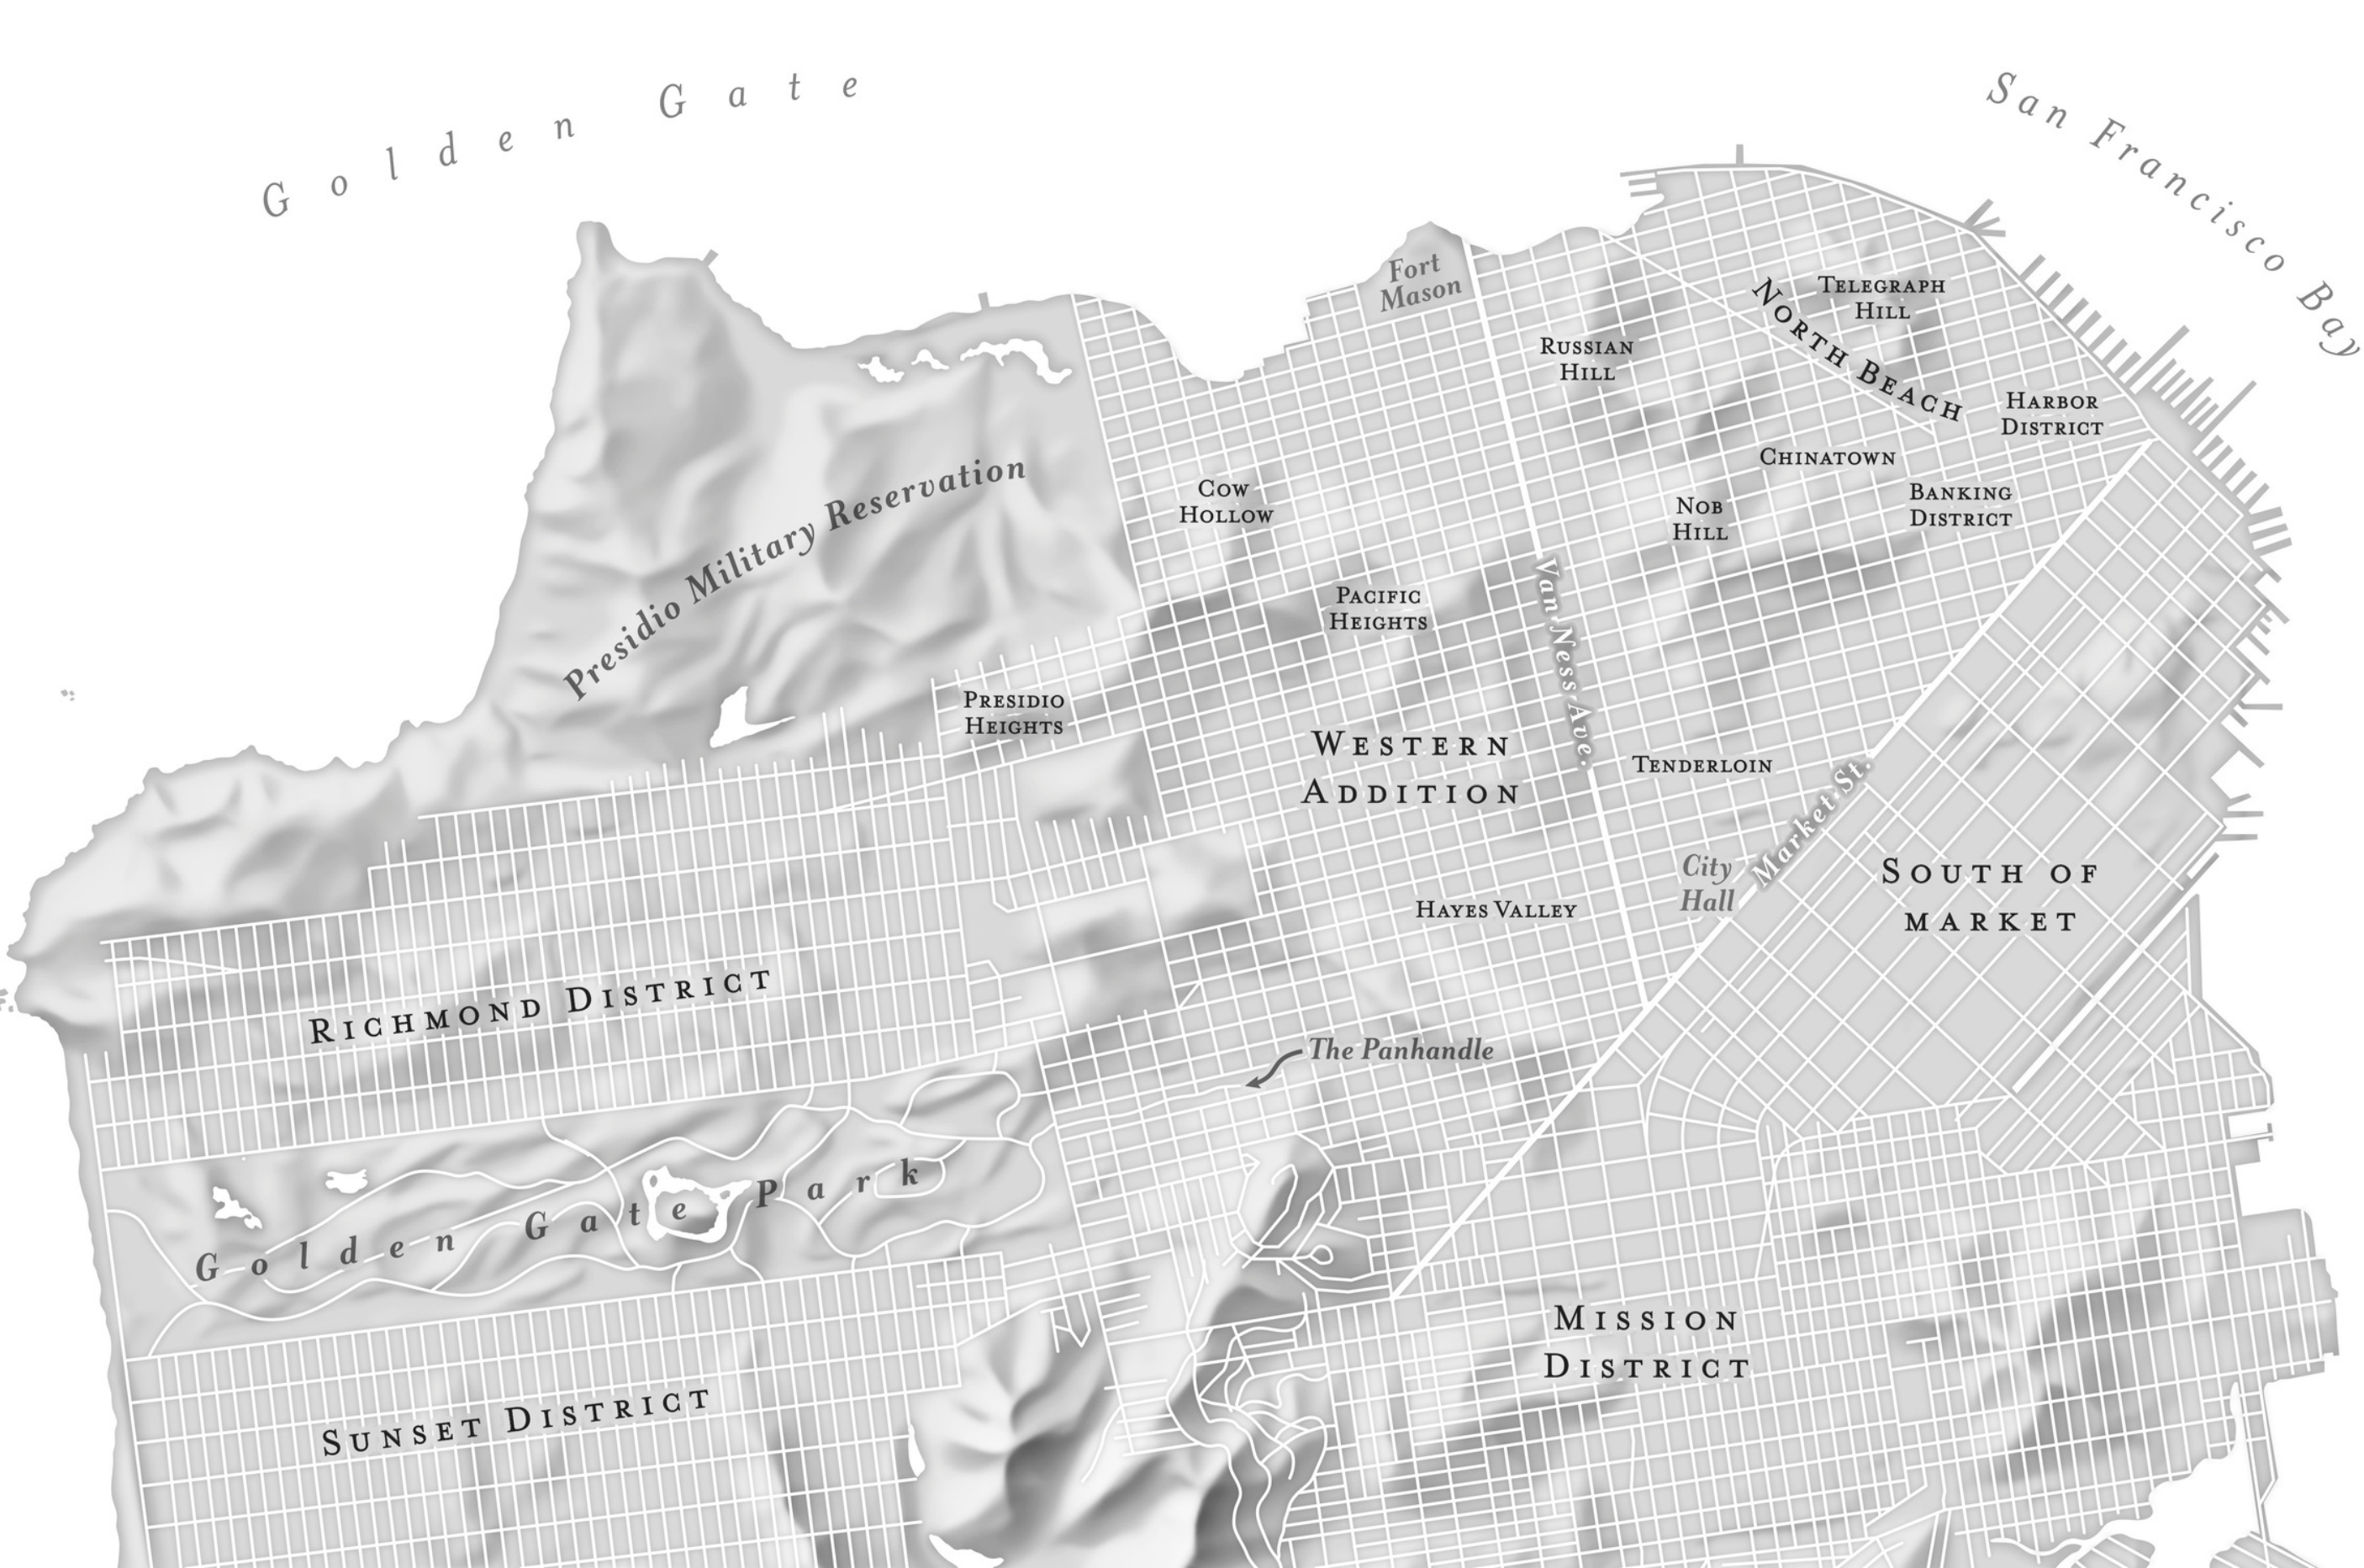 Golden Gate
San Francisco Bay
Fort
Mason
TELEGRAPH
HILL
NORTH BEACH
RUSSIAN
HILL
HARBOR
DISTRICT
CHINATOWN
Presidio Military Reservation
COW
HOLLOW
NOB
HILL
BANKING
DISTRICT
PACIFIC
HEIGHTS
Van Ness Ave.
PRESIDIO
HEIGHTS
WESTERN
ADDITION
TENDERLOIN
Market St.
City
Hall
SOUTH OF
MARKET
HAYES VALLEY
RICHMOND DISTRICT
The Panhandle
Golden Gate Park
MISSION
DISTRICT
SUNSET DISTRICT